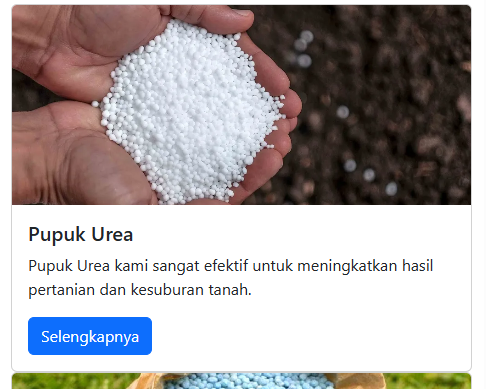 Pupuk Urea
Pupuk Urea kami sangat efektif untuk meningkatkan hasil
pertanian dan kesuburan tanah.
Selengkapnya